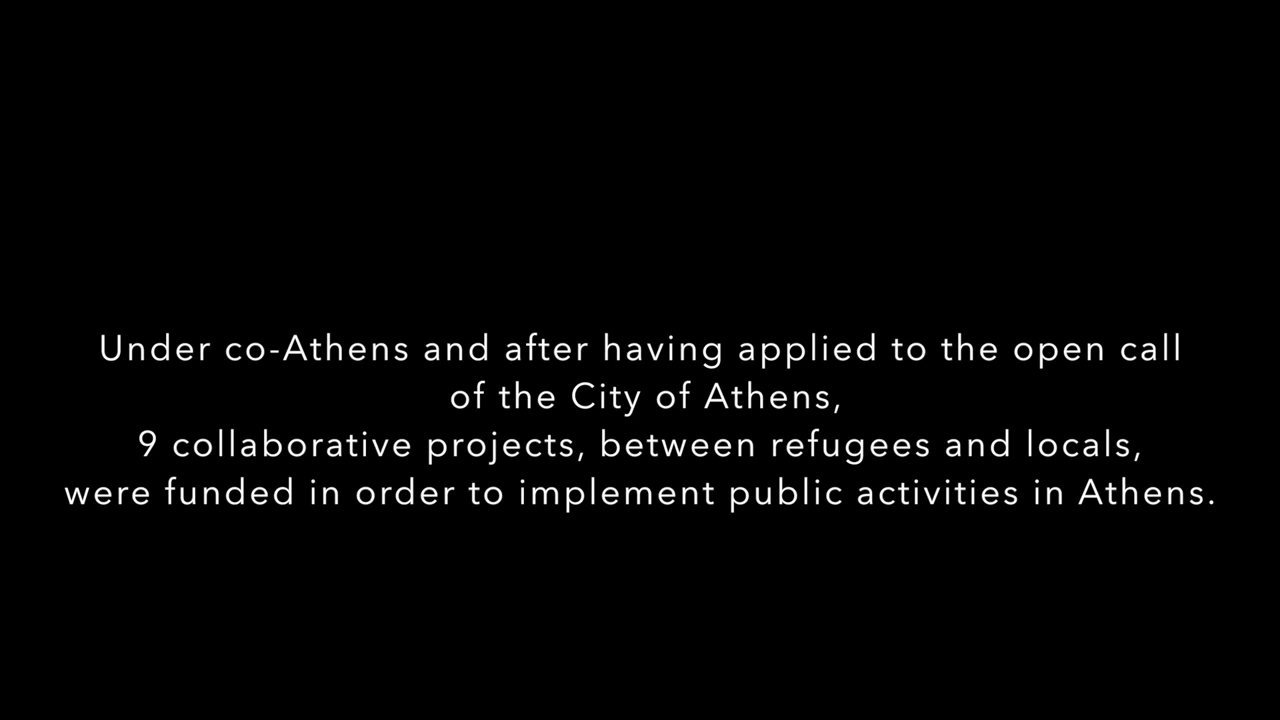 Under co-Athens and after having applied to the open call
of the City of Athens,
9 collaborative projects, between refugees and locals,
were funded in order to implement public activities in Athens.